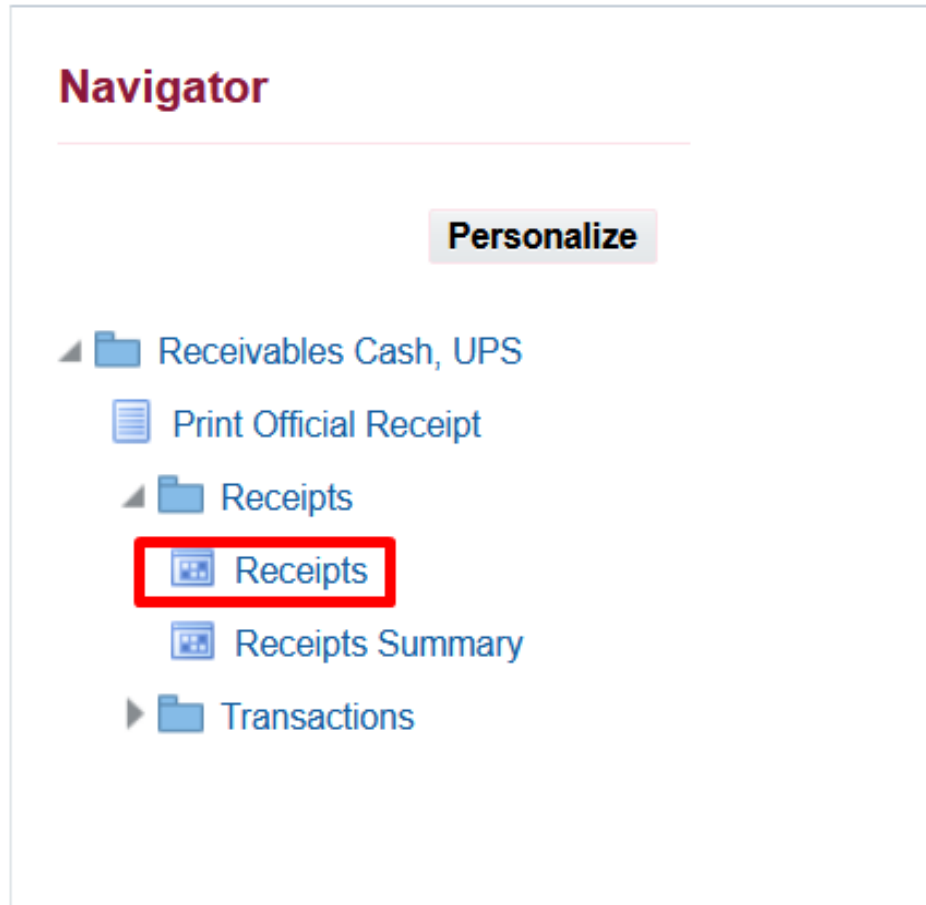 Navigator
Personalize
Receivables Cash, UPS
Print Official Receipt
Receipts
Receipts
Receipts Summary
Transactions